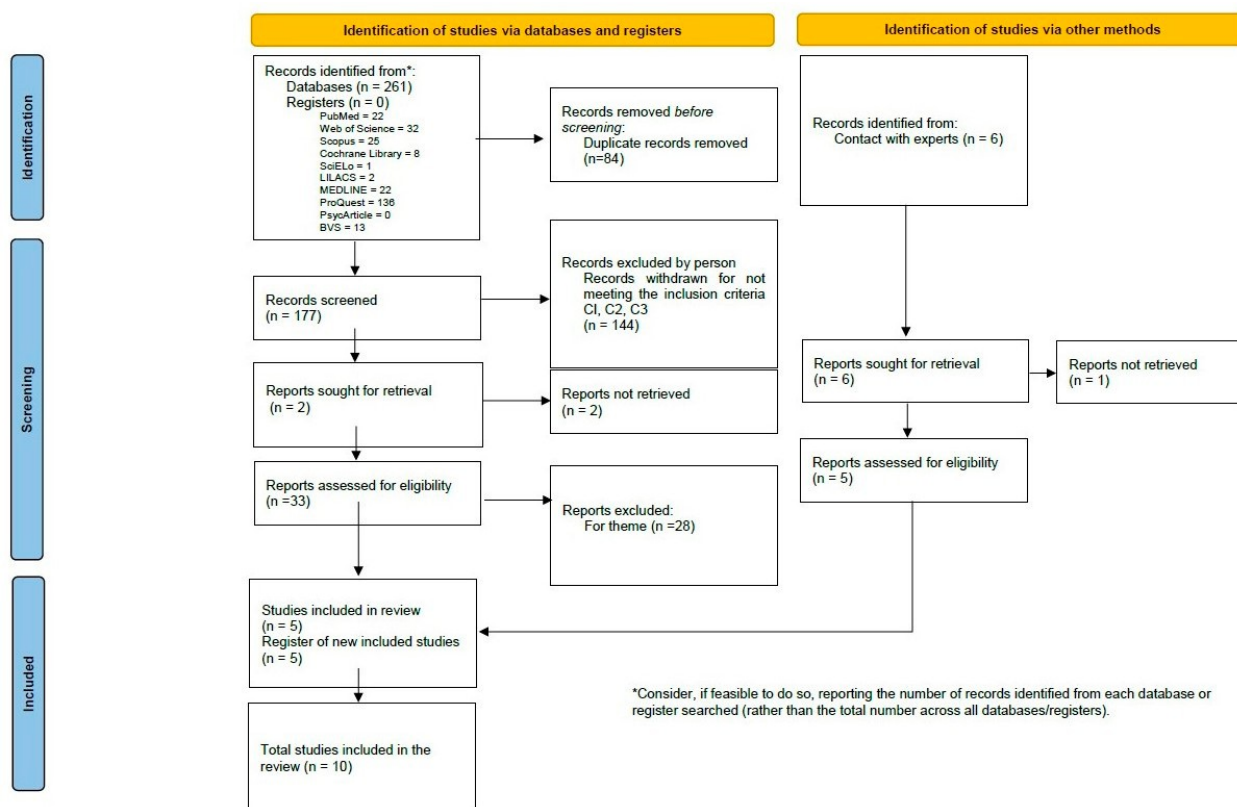 Identification of studies via databases and registers
Identification of studies via other methods
Identification
Records identified from*:
Databases (n = 261)
Registers (n = 0)
PubMed = 22
Web of Science = 32
Scopus = 25
Cochrane Library = 8
SciELo = 1
LILACS = 2
MEDLINE = 22
ProQuest = 136
PsycArticle = 0
BVS = 13
Records removed before
screening:
Duplicate records removed
(n=84)
Records identified from:
Contact with experts (n = 6)
Screening
Records screened
(n = 177)
Records excluded by person
Records withdrawn for not
meeting the inclusion criteria
CI, C2, C3
(n = 144)
Reports sought for retrieval
(n = 2)
Reports not retrieved
(n = 2)
Reports sought for retrieval
(n = 6)
Reports not retrieved
(n = 1)
Reports assessed for eligibility
(n =33)
Reports excluded:
For theme (n =28)
Reports assessed for eligibility
(n = 5)
Included
Studies included in review
(n = 5)
Register of new included studies
(n = 5)
Total studies included in the
review (n = 10)
*Consider, if feasible to do so, reporting the number of records identified from each database or
register searched (rather than the total number across all databases/registers).